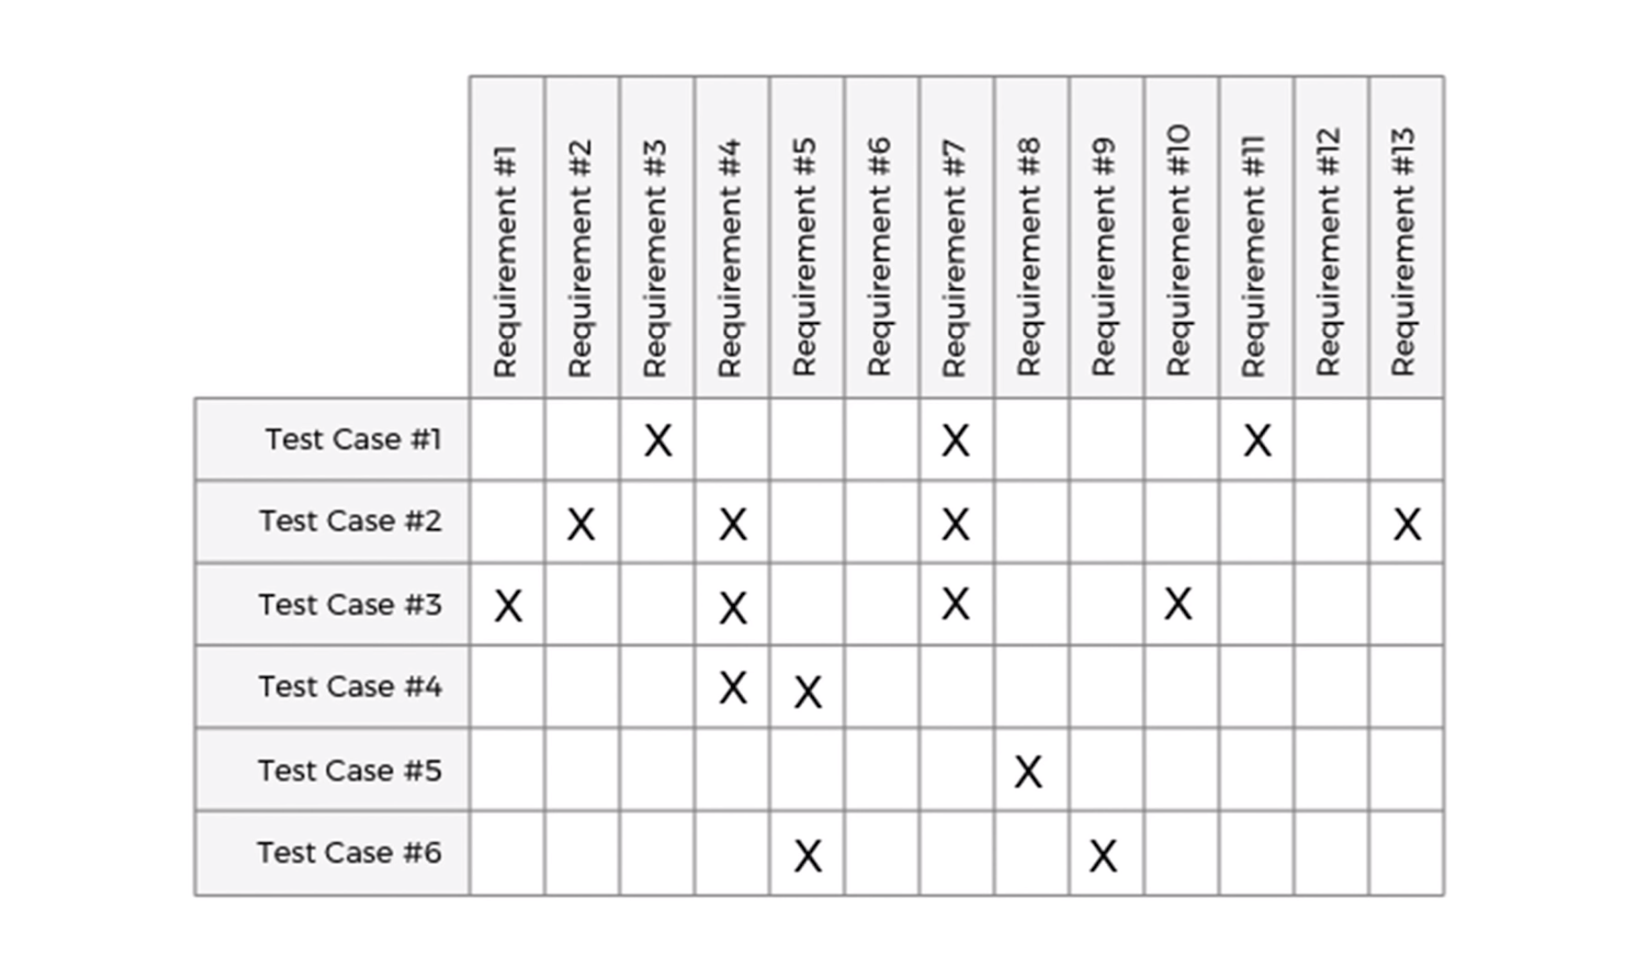 Requirement #1
Requirement #2
Requirement #3
Requirement #4
Requirement #5
Requirement #6
Requirement #7
Requirement #8
Requirement #9
Requirement #10
Requirement #11
Requirement #12
Requirement #13
Test Case #1 X X X
Test Case #2 X X X X
Test Case #3 X X X X
Test Case #4 X X
Test Case #5 X
Test Case #6 X X